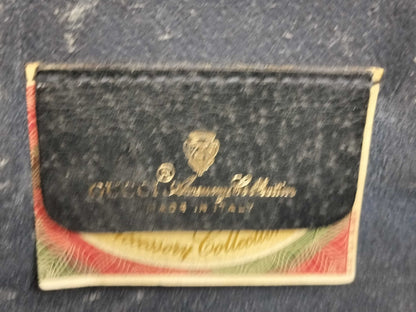 GUCCI Accessory Collection
MADE IN ITALY
Accessory Collection